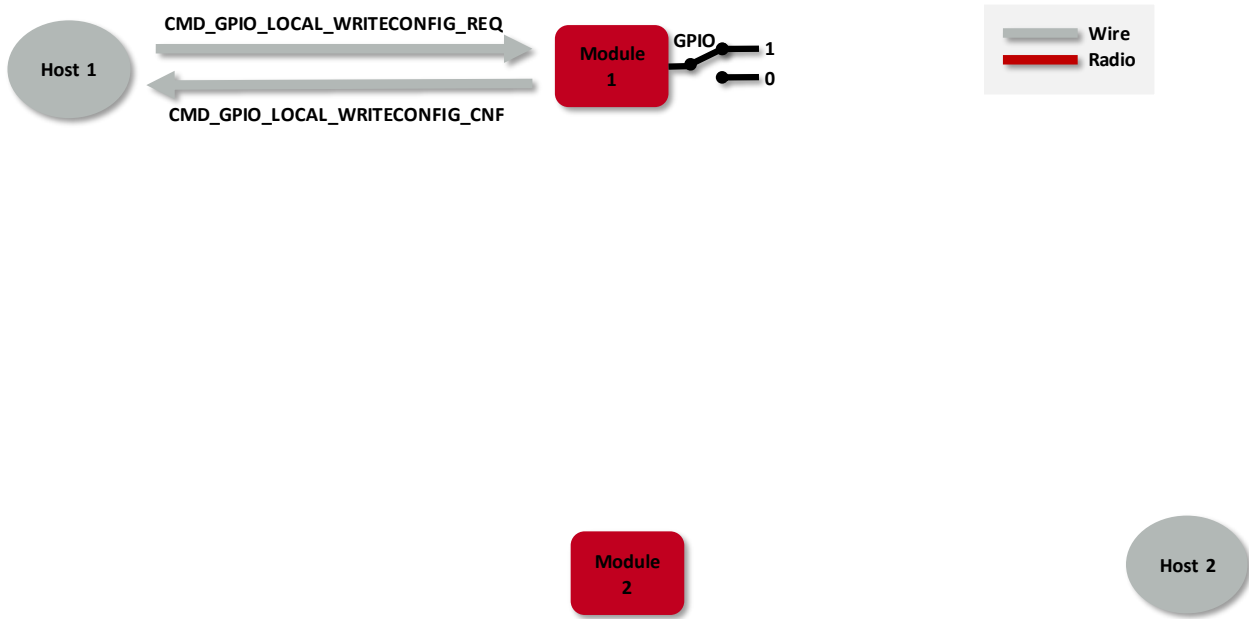 CMD_GPIO_LOCAL_WRITECONFIG_REQ
Host 1
Module
1
GPIO
1
0
CMD_GPIO_LOCAL_WRITECONFIG_CNF
Wire
Radio
Module
2
Host 2